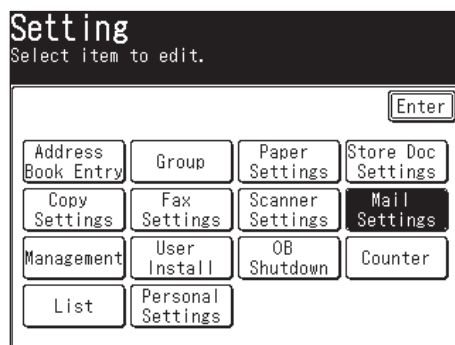 Setting
Select item to edit.
Enter
Address Book Entry
Group
Paper Settings
Store Doc Settings
Copy Settings
Fax Settings
Scanner Settings
Mail Settings
Management
User Install
OB Shutdown
Counter
List
Personal Settings